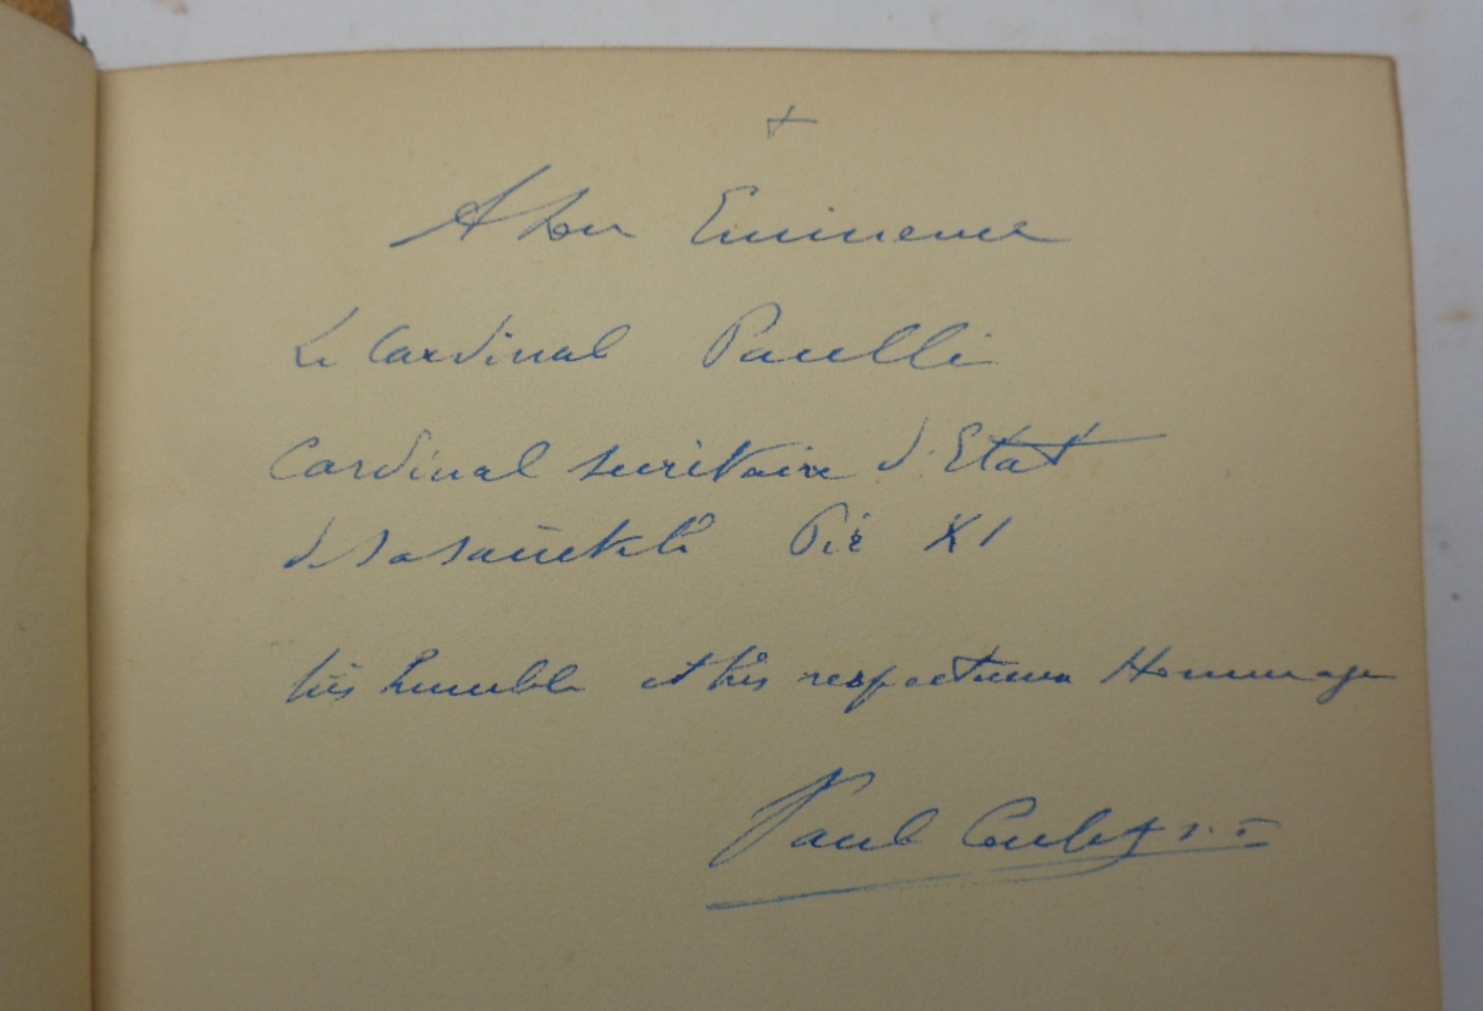 A Son Eminence
Le Cardinal Pacelli
Cardinal secrétaire d'Etat
de sa sainteté Pie XI
très humble et très respectueux Hommage
Paul